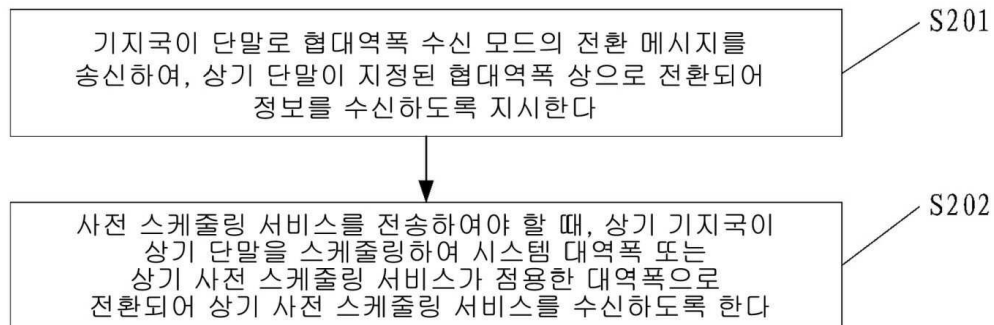 기지국이 단말로 협대역폭 수신 모드의 전환 메시지를
송신하여, 상기 단말이 지정된 협대역폭 상으로 전환되어
정보를 수신하도록 지시한다
S201
사전 스케줄링 서비스를 전송하여야 할 때, 상기 기지국이
상기 단말을 스케줄링하여 시스템 대역폭 또는
상기 사전 스케줄링 서비스가 점용한 대역폭으로
전환되어 상기 사전 스케줄링 서비스를 수신하도록 한다
S202